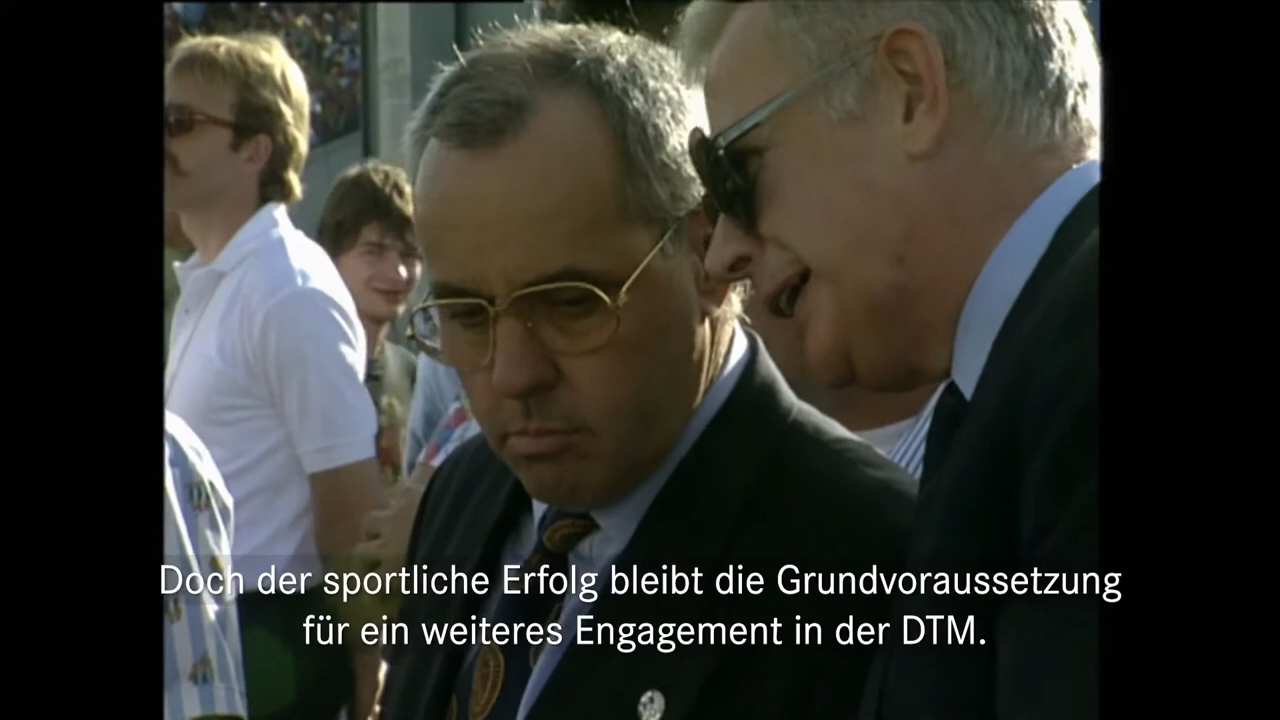 Doch der sportliche Erfolg bleibt die Grundvoraussetzung
für ein weiteres Engagement in der DTM.